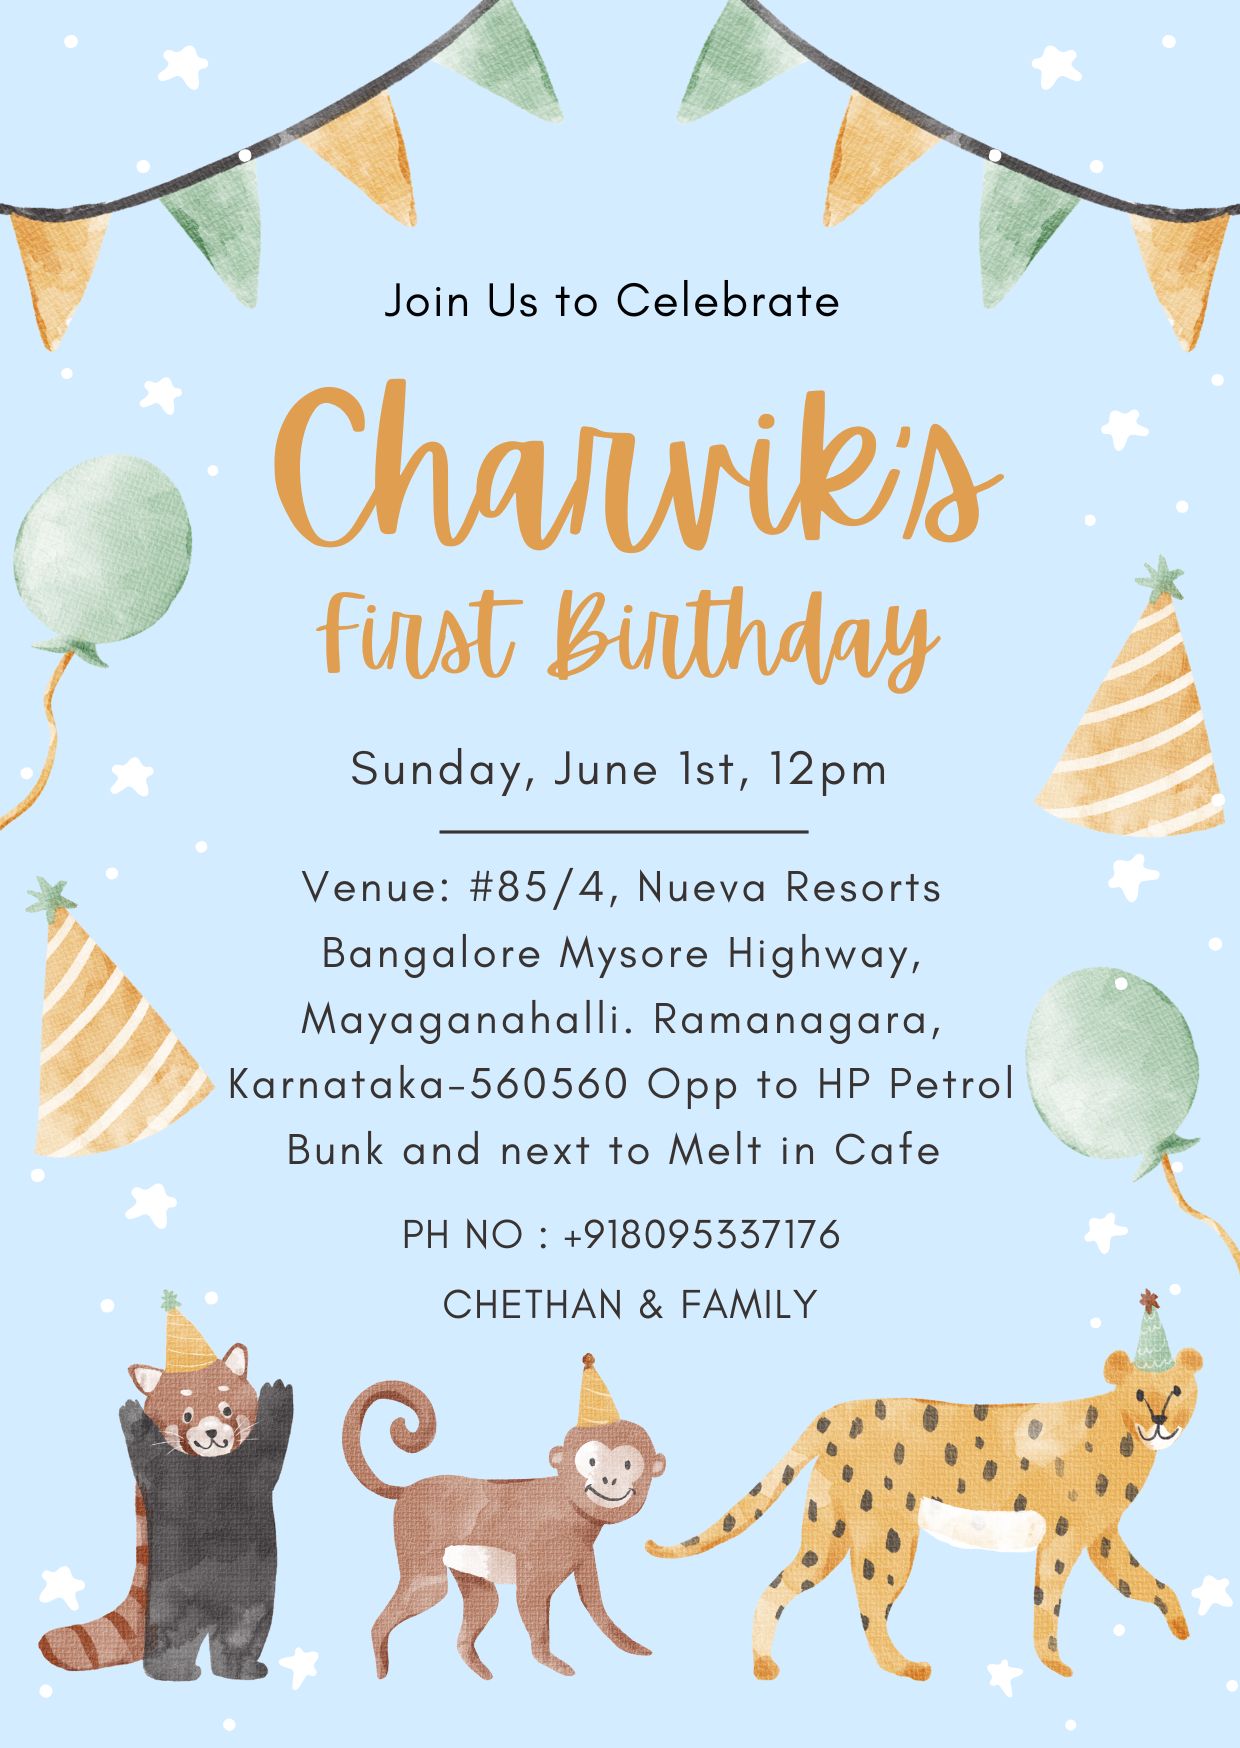 Join Us to Celebrate
Charvik's
First Birthday
Sunday, June 1st, 12pm
Venue: #85/4, Nueva Resorts
Bangalore Mysore Highway,
Mayaganahalli. Ramanagara,
Karnataka-560560 Opp to HP Petrol
Bunk and next to Melt in Cafe
PH NO : +918095337176
CHETHAN & FAMILY